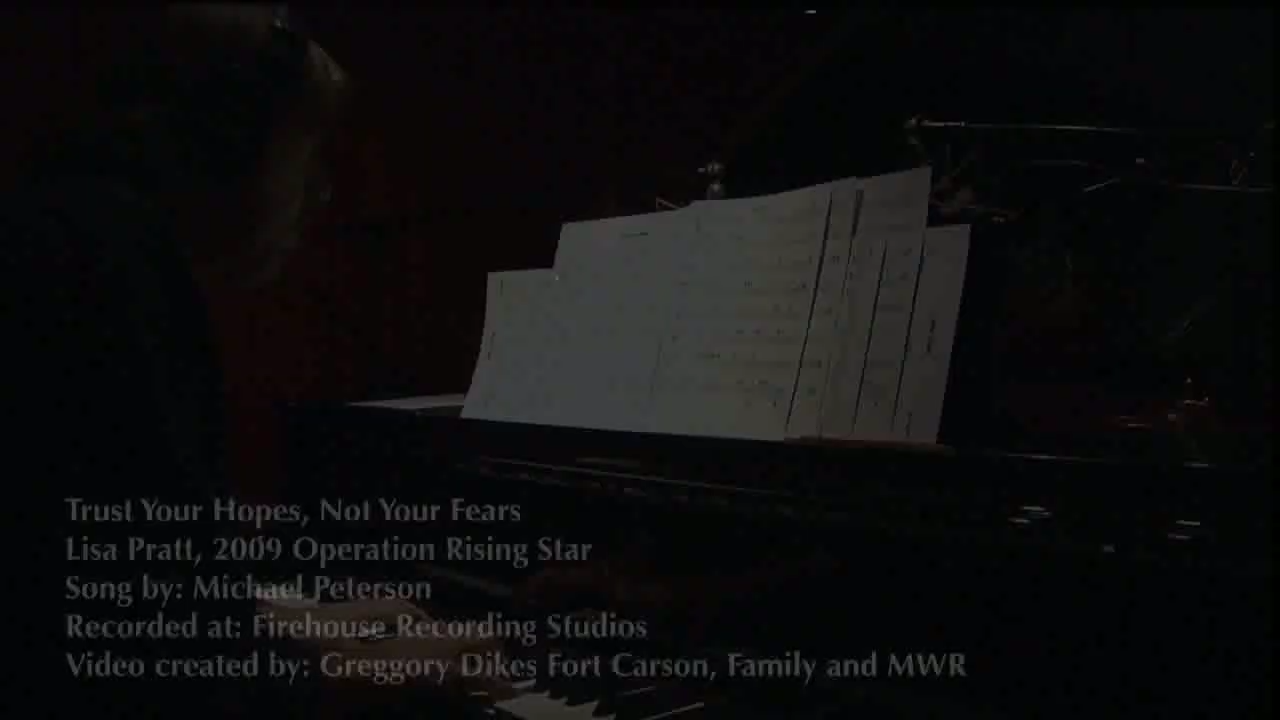 Trust Your Hopes, Not Your Fears
Lisa Pratt, 2009 Operation Rising Star
Song by: Michael Peterson
Recorded at: Firehouse Recording Studios
Video created by: Greggory Dikes Fort Carson, Family and MWR